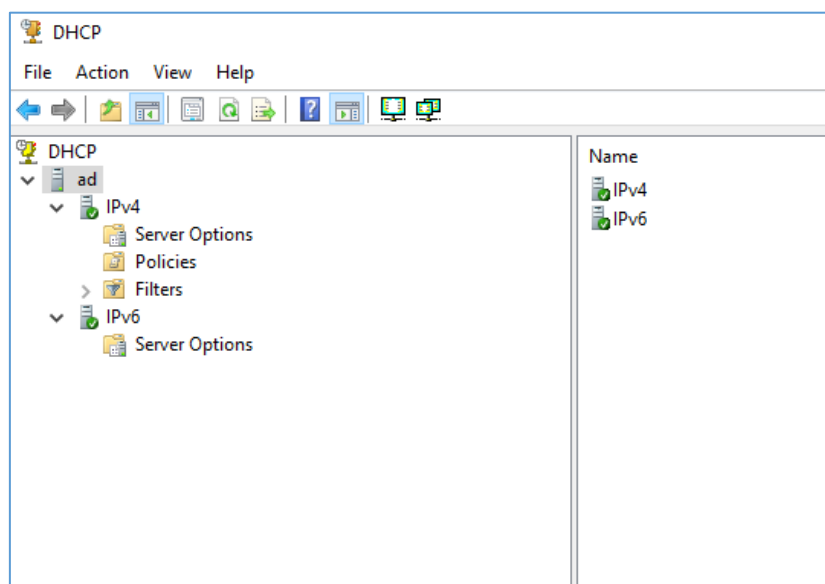 DHCP
File Action View Help
DHCP
ad
IPv4
Server Options
Policies
Filters
IPv6
Server Options
Name
IPv4
IPv6